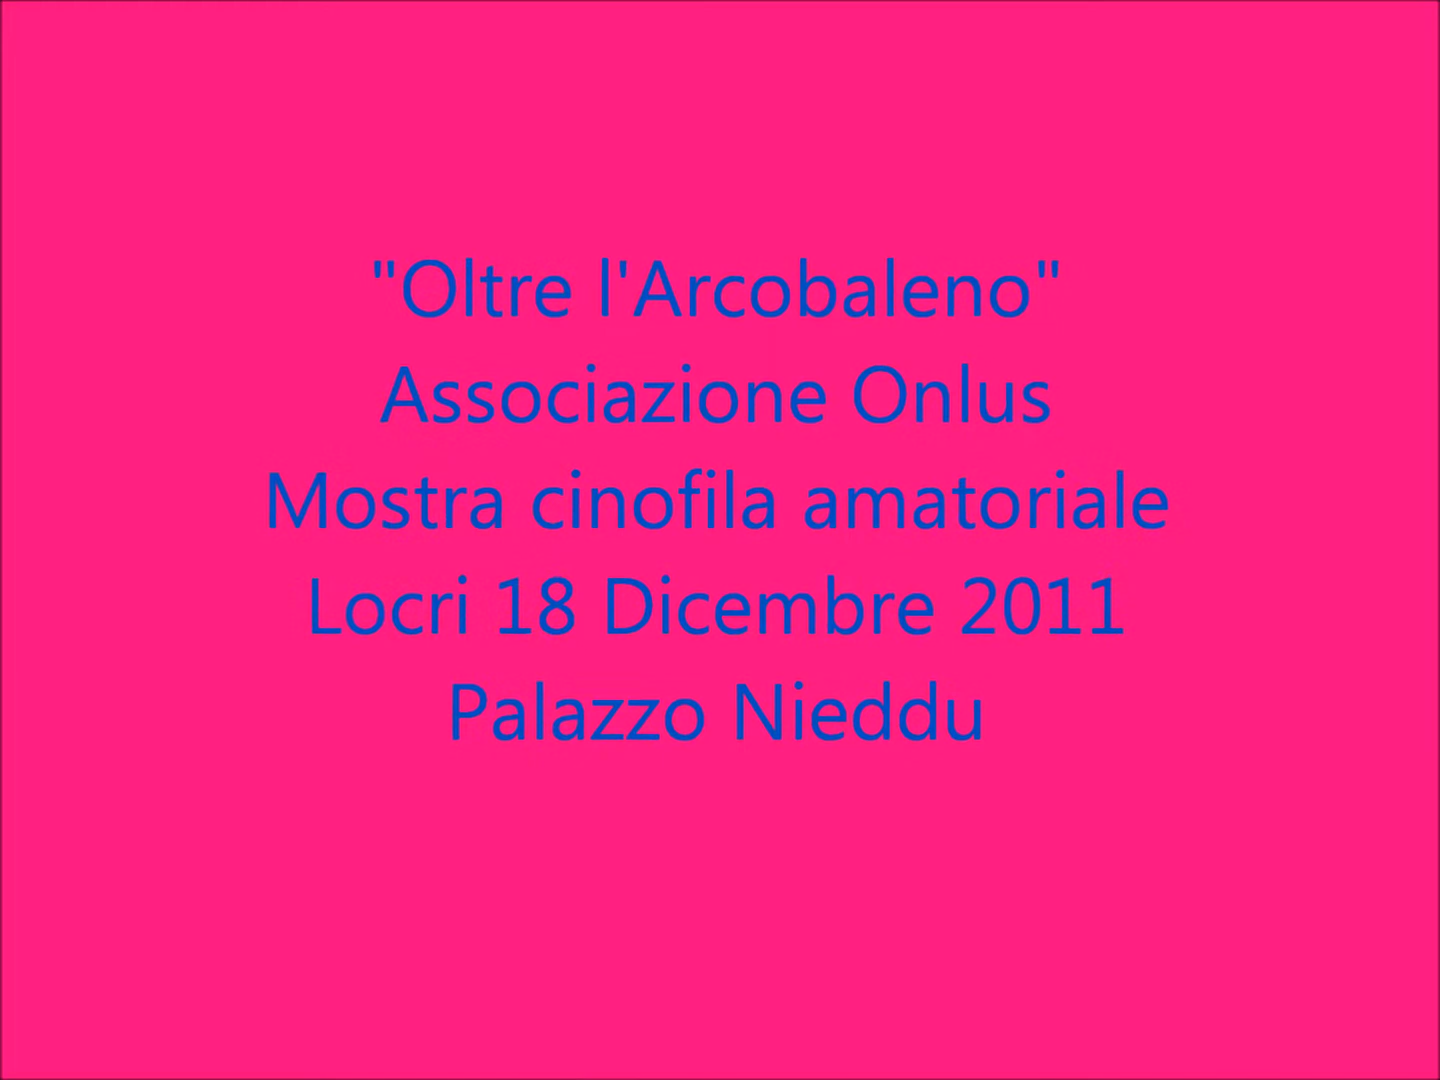 "Oltre l'Arcobaleno"
Associazione Onlus
Mostra cinofila amatoriale
Locri 18 Dicembre 2011
Palazzo Nieddu